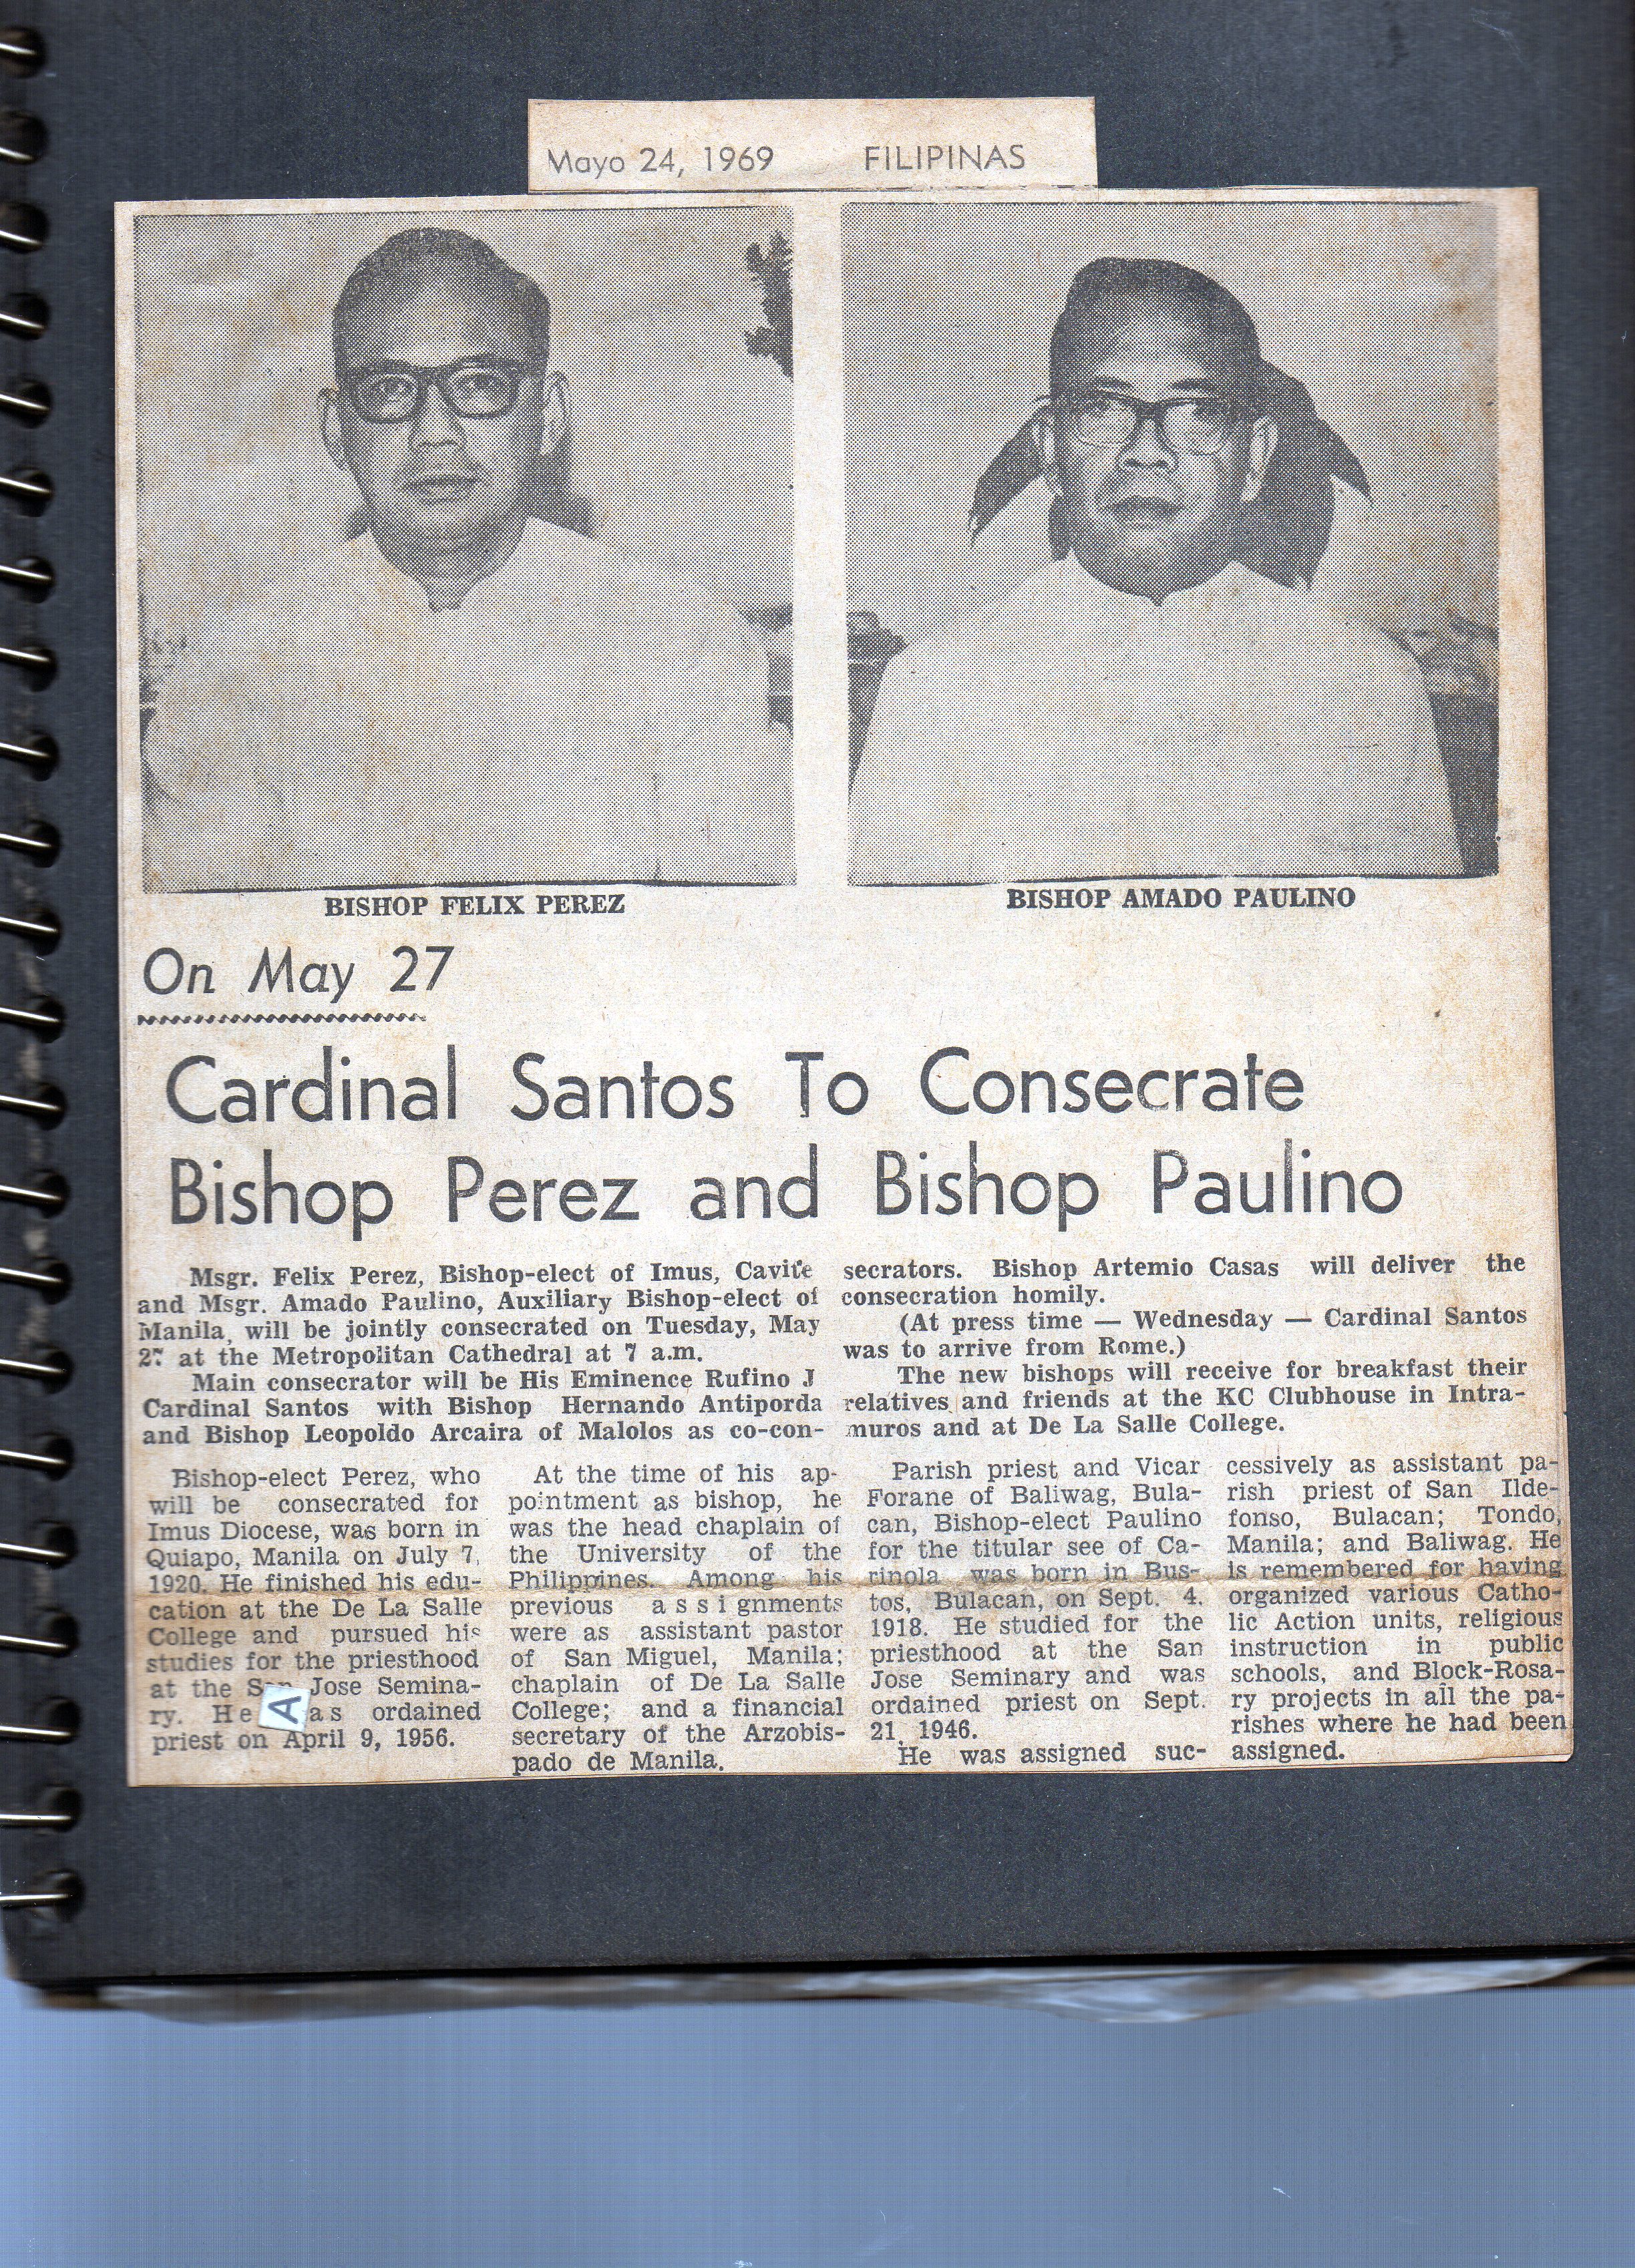 Mayo 24, 1969 FILIPINAS
BISHOP FELIX PEREZ
BISHOP AMADO PAULINO
On May 27
Cardinal Santos To Consecrate
Bishop Perez and Bishop Paulino
Msgr. Felix Perez, Bishop-elect of Imus, Cavite
and Msgr. Amado Paulino, Auxiliary Bishop-elect of
Manila, will be jointly consecrated on Tuesday, May
27 at the Metropolitan Cathedral at 7 a.m.
Main consecrator will be His Eminence Rufino J
Cardinal Santos with Bishop Hernando Antiporda
and Bishop Leopoldo Arcaira of Malolos as co-con-
secrators. Bishop Artemio Casas will deliver the
consecration homily.
(At press time — Wednesday — Cardinal Santos
was to arrive from Rome.)
The new bishops will receive for breakfast their
relatives and friends at the KC Clubhouse in Intra-
muros and at De La Salle College.
Bishop-elect Perez, who
will be consecrated for
Imus Diocese, was born in
Quiapo, Manila on July 7,
1920. He finished his edu-
cation at the De La Salle
College and pursued his
studies for the priesthood
at the San Jose Semina-
ry. He as ordained
priest on April 9, 1956.
A
At the time of his ap-
pointment as bishop, he
was the head chaplain of
the University of the
Philippines. Among his
previous assignments
were as assistant pastor
of San Miguel, Manila;
chaplain of De La Salle
College; and a financial
secretary of the Arzobis-
pado de Manila.
Parish priest and Vicar
Forane of Baliwag, Bula-
can, Bishop-elect Paulino
for the titular see of Ca-
rinola was born in Bus-
tos, Bulacan, on Sept. 4,
1918. He studied for the
priesthood at the San
Jose Seminary and was
ordained priest on Sept.
21, 1946.
He was assigned suc-
cessively as assistant pa-
rish priest of San Ilde-
fonso, Bulacan; Tondo,
Manila; and Baliwag. He
is remembered for having
organized various Catho-
lic Action units, religious
instruction in public
schools, and Block-Rosa-
ry projects in all the pa-
rishes where he had been
assigned.